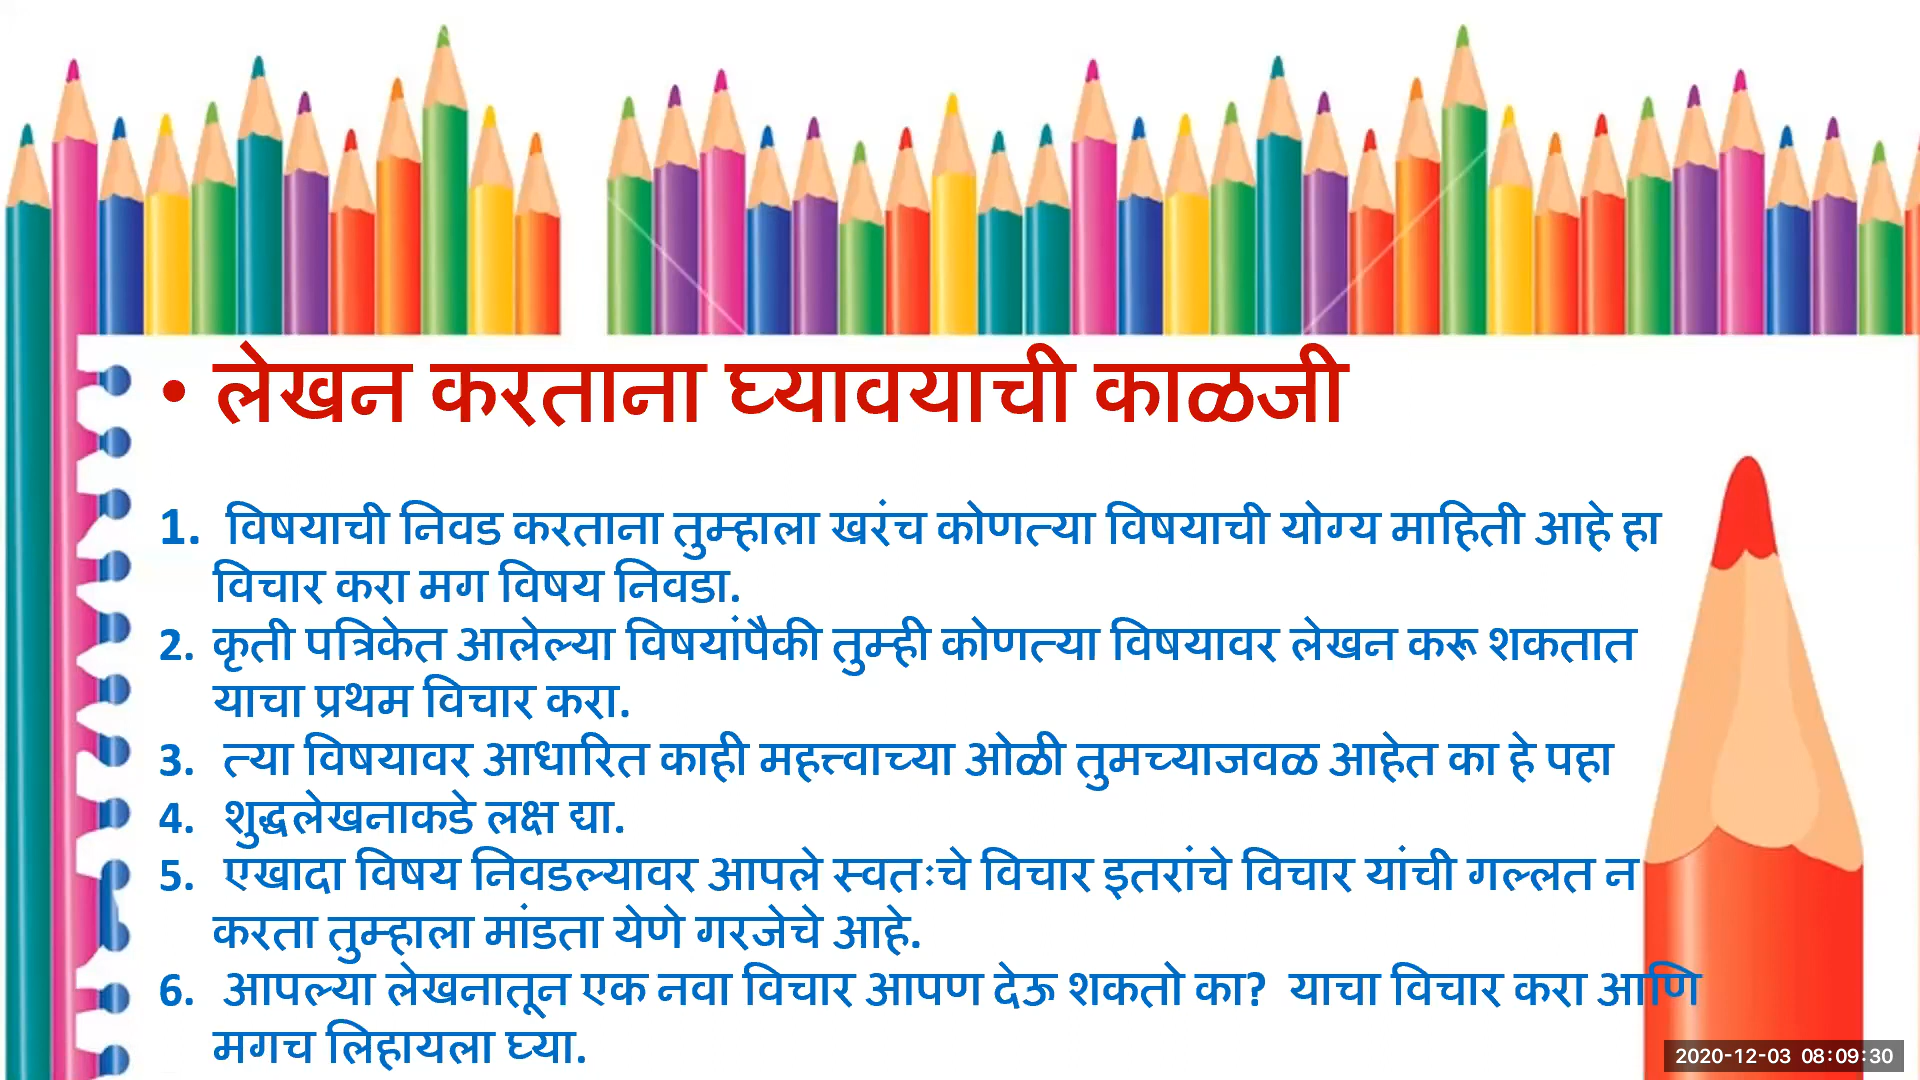 • लेखन करताना घ्यावयाची काळजी
1. विषयाची निवड करताना तुम्हाला खरंच कोणत्या विषयाची योग्य माहिती आहे हा
विचार करा मग विषय निवडा.
2. कृती पत्रिकेत आलेल्या विषयांपैकी तुम्ही कोणत्या विषयावर लेखन करू शकतात
याचा प्रथम विचार करा.
3. त्या विषयावर आधारित काही महत्त्वाच्या ओळी तुमच्याजवळ आहेत का हे पहा
4. शुद्धलेखनाकडे लक्ष द्या.
5. एखादा विषय निवडल्यावर आपले स्वतःचे विचार इतरांचे विचार यांची गल्लत न
करता तुम्हाला मांडता येणे गरजेचे आहे.
6. आपल्या लेखनातून एक नवा विचार आपण देऊ शकतो का? याचा विचार करा आणि
मगच लिहायला घ्या.
2020-12-03 08:09:30